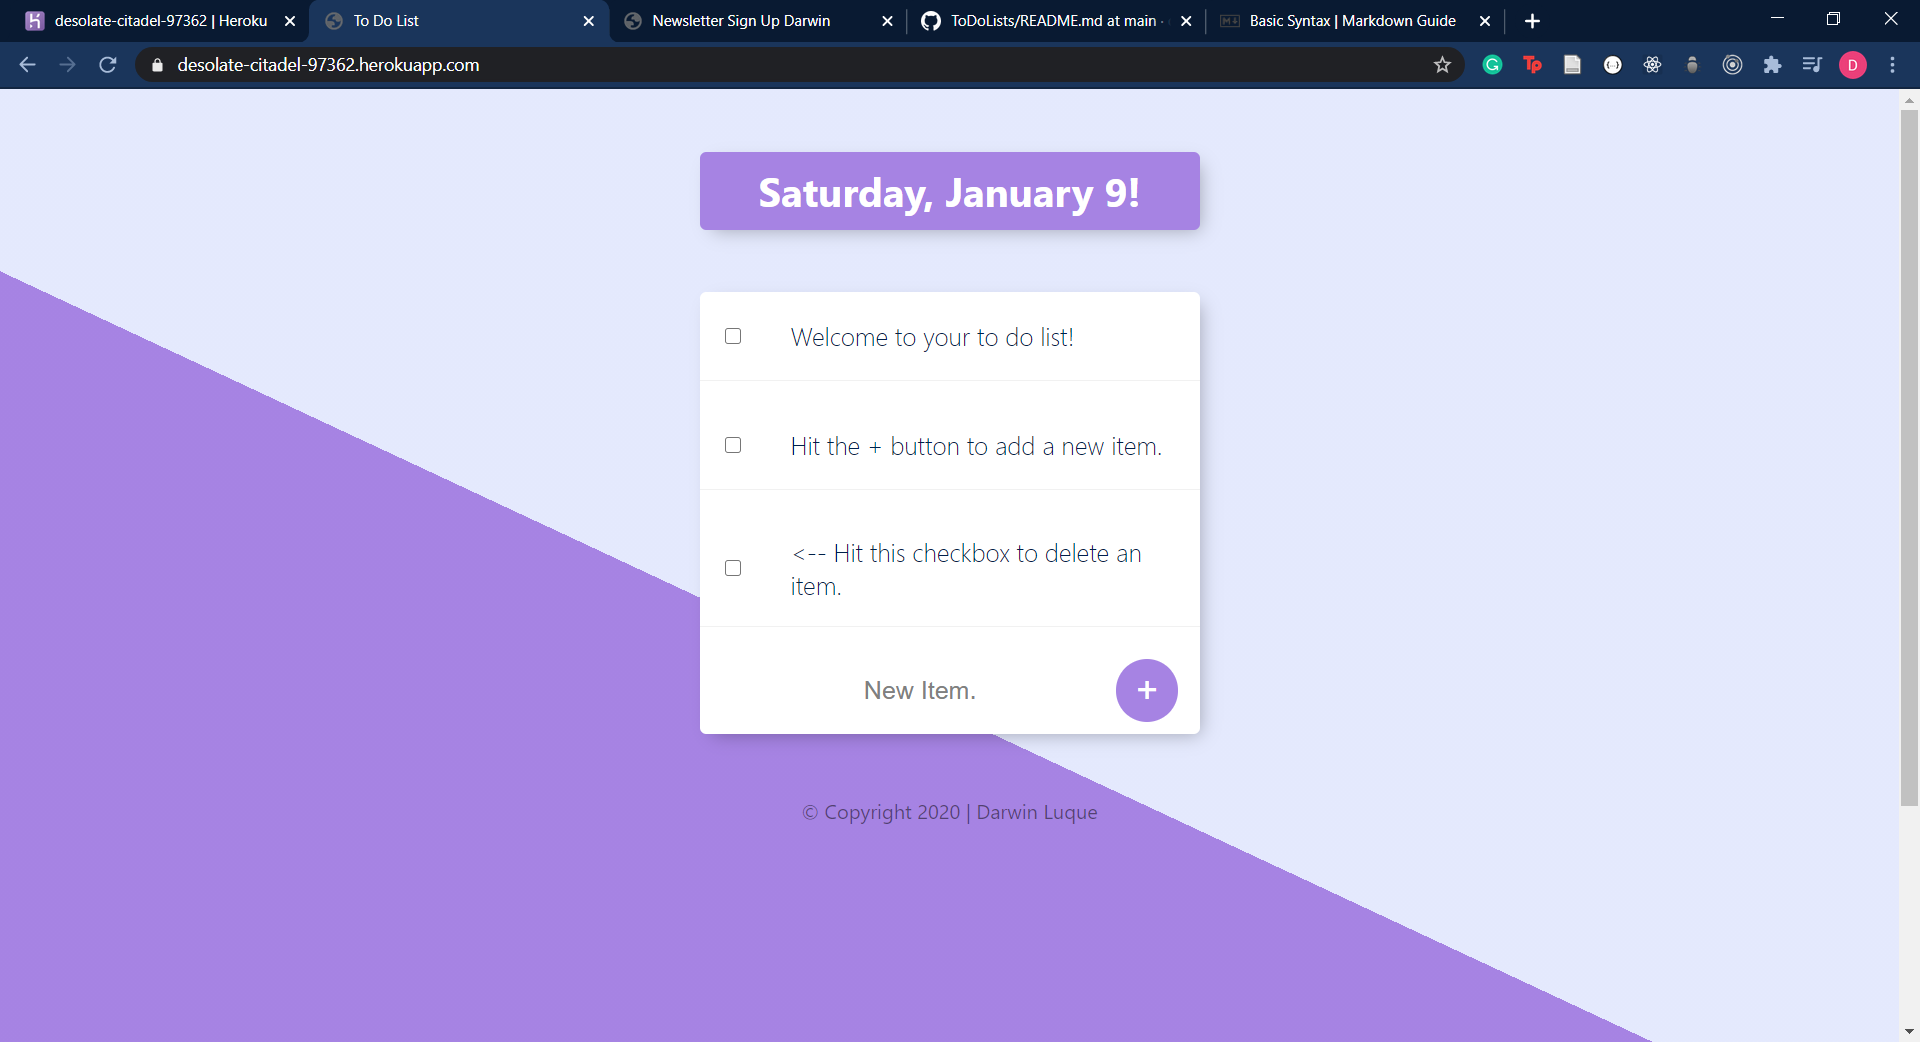 desolate-citadel-97362 | Heroku
To Do List
Newsletter Sign Up Darwin
ToDoLists/README.md at main ·
Basic Syntax | Markdown Guide
desolate-citadel-97362.herokuapp.com
D
Saturday, January 9!
Welcome to your to do list!
Hit the + button to add a new item.
<-- Hit this checkbox to delete an
item.
New Item.
+
© Copyright 2020 | Darwin Luque